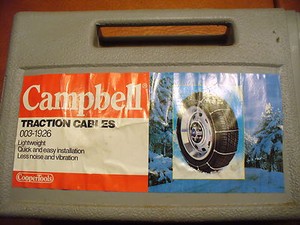 Campbell
TRACTION CABLES
003-1926
Lightweight
Quick and easy installation
Less noise and vibration
CooperTools